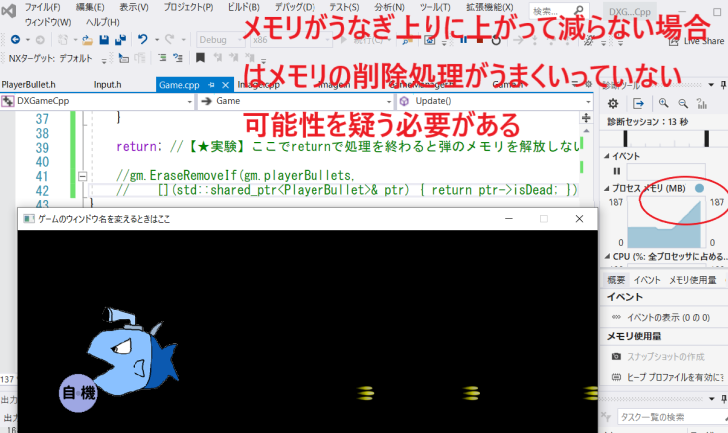 ファイル(F) 編集(E) 表示(V) プロジェクト(P) ビルド(B) デバッグ(D) テスト(S) 分析(N) ツール(T) 拡張機能(X) 検索...
ウィンドウ(W) ヘルプ(H)
DXG....Cpp
Debug x86
Live Share
NXターゲット: デフォルト
メモリがうなぎ上りに上がって減らない場合
はメモリの削除処理がうまくいっていない
可能性を疑う必要がある
PlayerBullet.h Input.h Game.cpp Image.cpp Image.h
DXGameCpp Game Update()
37 }
38
39 return; //【★実験】ここでreturnで処理を終わると弾のメモリを解放しない
40
41 //gm.EraseRemoveIf(gm.playerBullets,
42 // [](std::shared_ptr<PlayerBullet>& ptr) { return ptr->isDead; })
43 }
診断セッション: 13 秒
イベント
プロセス メモリ (MB)
187 187
0 0
CPU (%: 全プロセッサに占める...
概要 イベント メモリ使用量
イベント
イベントの表示 (0 の 0)
メモリ使用量
スナップショットの作成
ヒープ プロファイルを有効にす
タスク一覧の検索
ゲームのウィンドウ名を変えるときはここ
自・機
137
出力